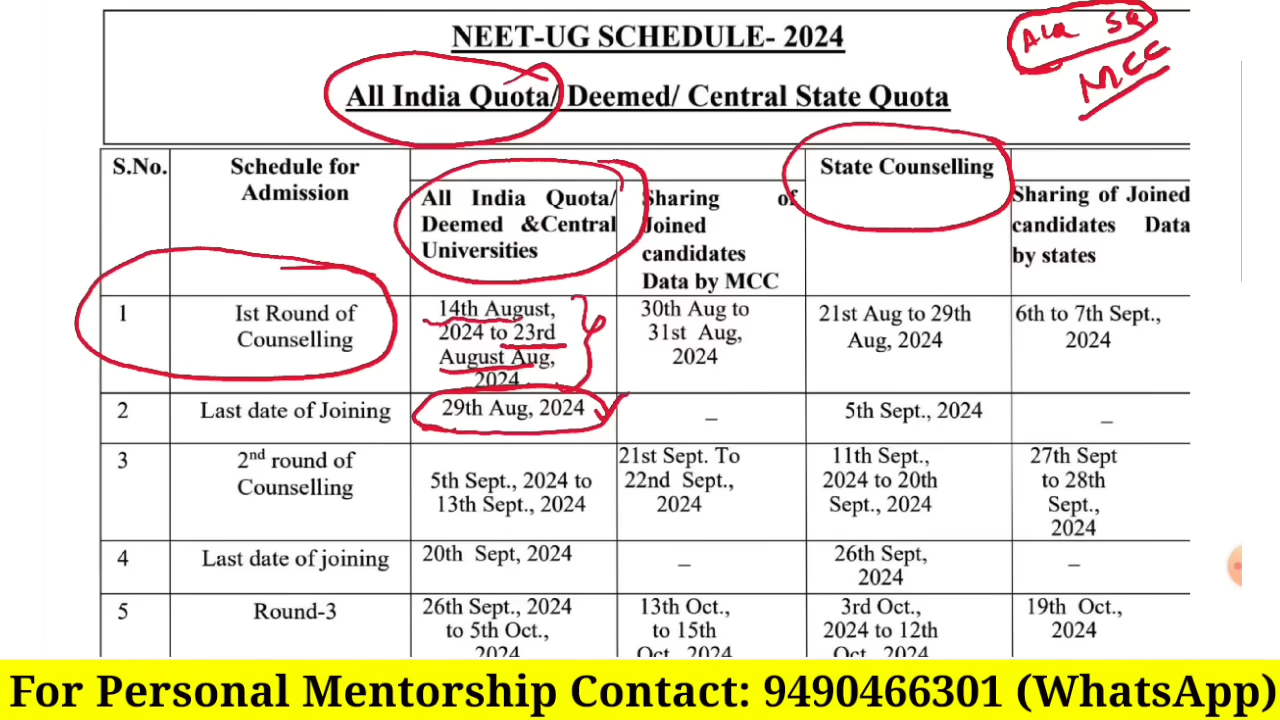 NEET-UG SCHEDULE- 2024
All India Quota/ Deemed/ Central State Quota
MCC
S.No.
Schedule for
Admission
All India Quota/
Deemed &Central
Universities
Sharing of
Joined
candidates
Data by MCC
State Counselling
Sharing of Joined
candidates Data
by states
1
Ist Round of
Counselling
14th August,
2024 to 23rd
August Aug,
2024
30th Aug to
31st Aug,
2024
21st Aug to 29th
Aug, 2024
6th to 7th Sept.,
2024
2
Last date of Joining
29th Aug, 2024
_
5th Sept., 2024
_
3
2nd round of
Counselling
5th Sept., 2024 to
13th Sept., 2024
21st Sept. To
22nd Sept.,
2024
11th Sept.,
2024 to 20th
Sept., 2024
27th Sept
to 28th
Sept.,
2024
4
Last date of joining
20th Sept, 2024
_
26th Sept,
2024
_
5
Round-3
26th Sept., 2024
to 5th Oct.,
2024
13th Oct.,
to 15th
Oct. 2024
3rd Oct.,
2024 to 12th
Oct. 2024
19th Oct.,
2024
For Personal Mentorship Contact: 9490466301 (WhatsApp)